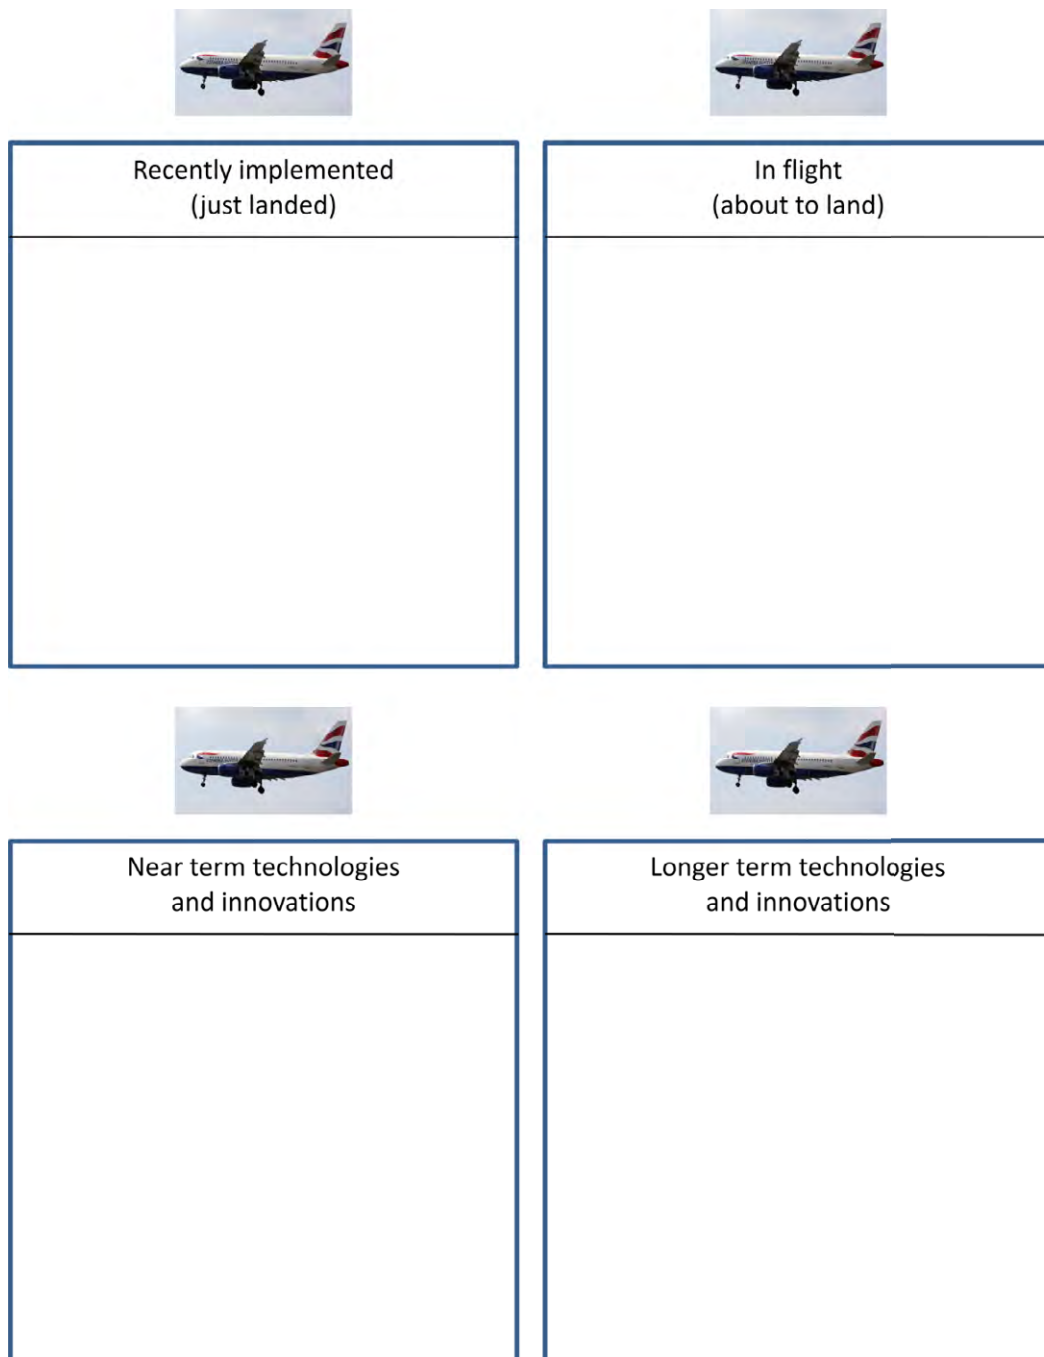 Recently implemented
(just landed)
In flight
(about to land)
Near term technologies
and innovations
Longer term technologies
and innovations